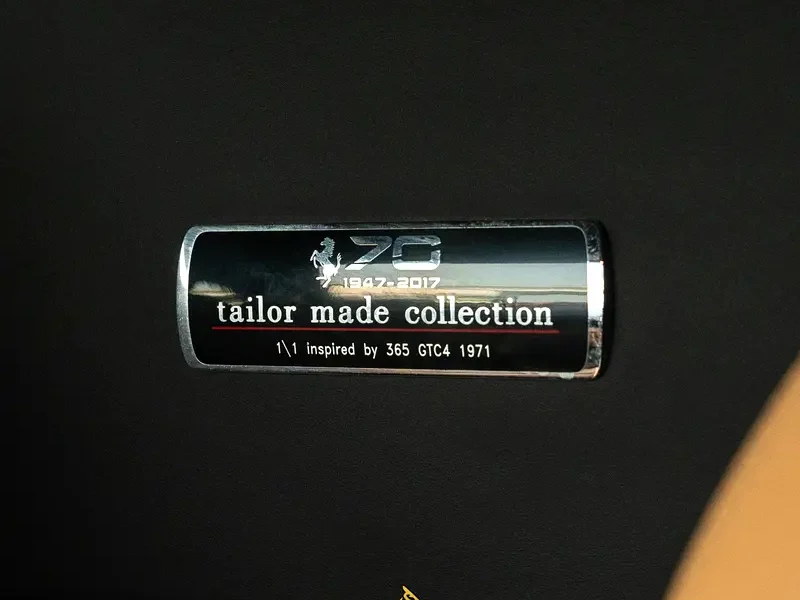 70
1947-2017
tailor made collection
1\1 inspired by 365 GTC4 1971